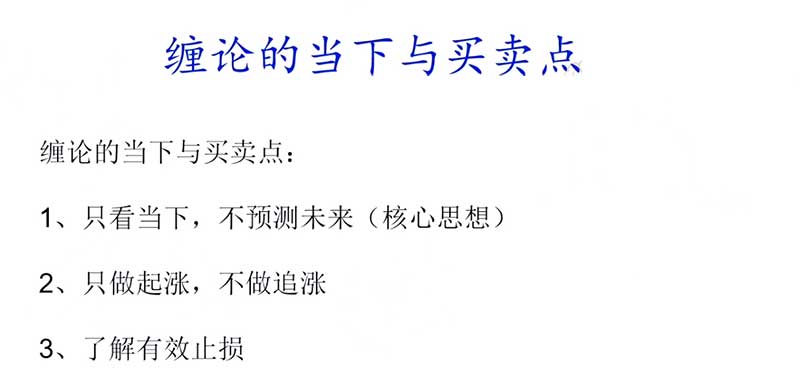 缠论的当下与买卖点
缠论的当下与买卖点：
1、只看当下，不预测未来（核心思想）
2、只做起涨，不做追涨
3、了解有效止损